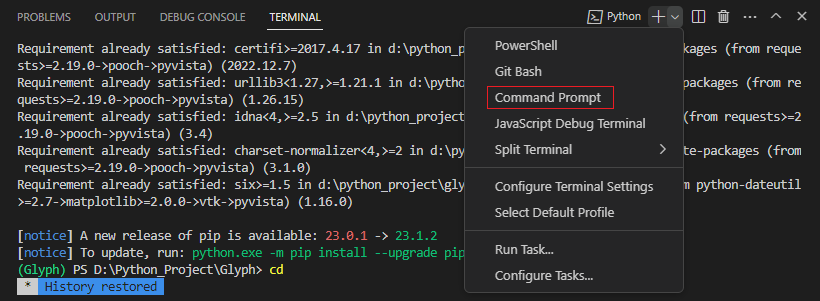 PROBLEMS OUTPUT DEBUG CONSOLE TERMINAL Python
Requirement already satisfied: certifi>=2017.4.17 in d:\python_p ckages (from reque
sts>=2.19.0->pooch->pyvista) (2022.12.7)
Requirement already satisfied: urllib3<1.27,>=1.21.1 in d:\pytho -packages (from re
quests>=2.19.0->pooch->pyvista) (1.26.15)
Requirement already satisfied: idna<4,>=2.5 in d:\python_project (from requests>=2
.19.0->pooch->pyvista) (3.4)
Requirement already satisfied: charset-normalizer<4,>=2 in d:\py te-packages (from
requests>=2.19.0->pooch->pyvista) (3.1.0)
Requirement already satisfied: six>=1.5 in d:\python_project\gly m python-dateutil
>=2.7->matplotlib>=2.0.0->vtk->pyvista) (1.16.0)
[notice] A new release of pip is available: 23.0.1 -> 23.1.2
[notice] To update, run: python.exe -m pip install --upgrade pip
(Glyph) PS D:\Python_Project\Glyph> cd
* History restored
PowerShell
Git Bash
Command Prompt
JavaScript Debug Terminal
Split Terminal
Configure Terminal Settings
Select Default Profile
Run Task...
Configure Tasks...